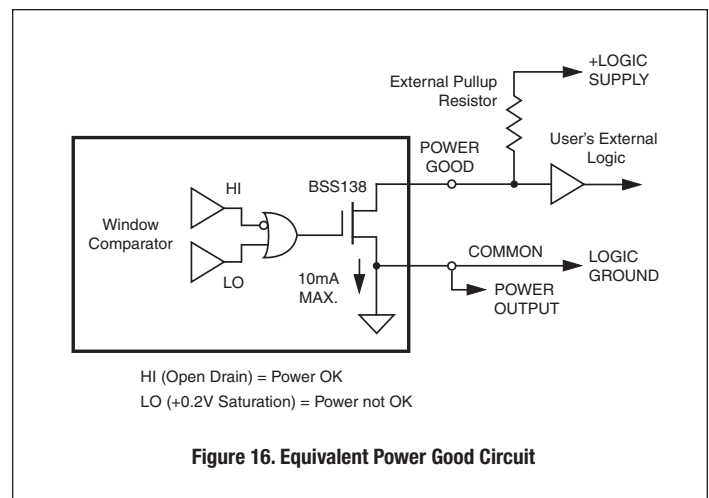 +LOGIC
SUPPLY
External Pullup
Resistor
User's External
Logic
POWER
GOOD
BSS138
HI
Window
Comparator
LO
10mA
MAX.
COMMON
LOGIC
GROUND
POWER
OUTPUT
HI (Open Drain) = Power OK
LO (+0.2V Saturation) = Power not OK
Figure 16. Equivalent Power Good Circuit